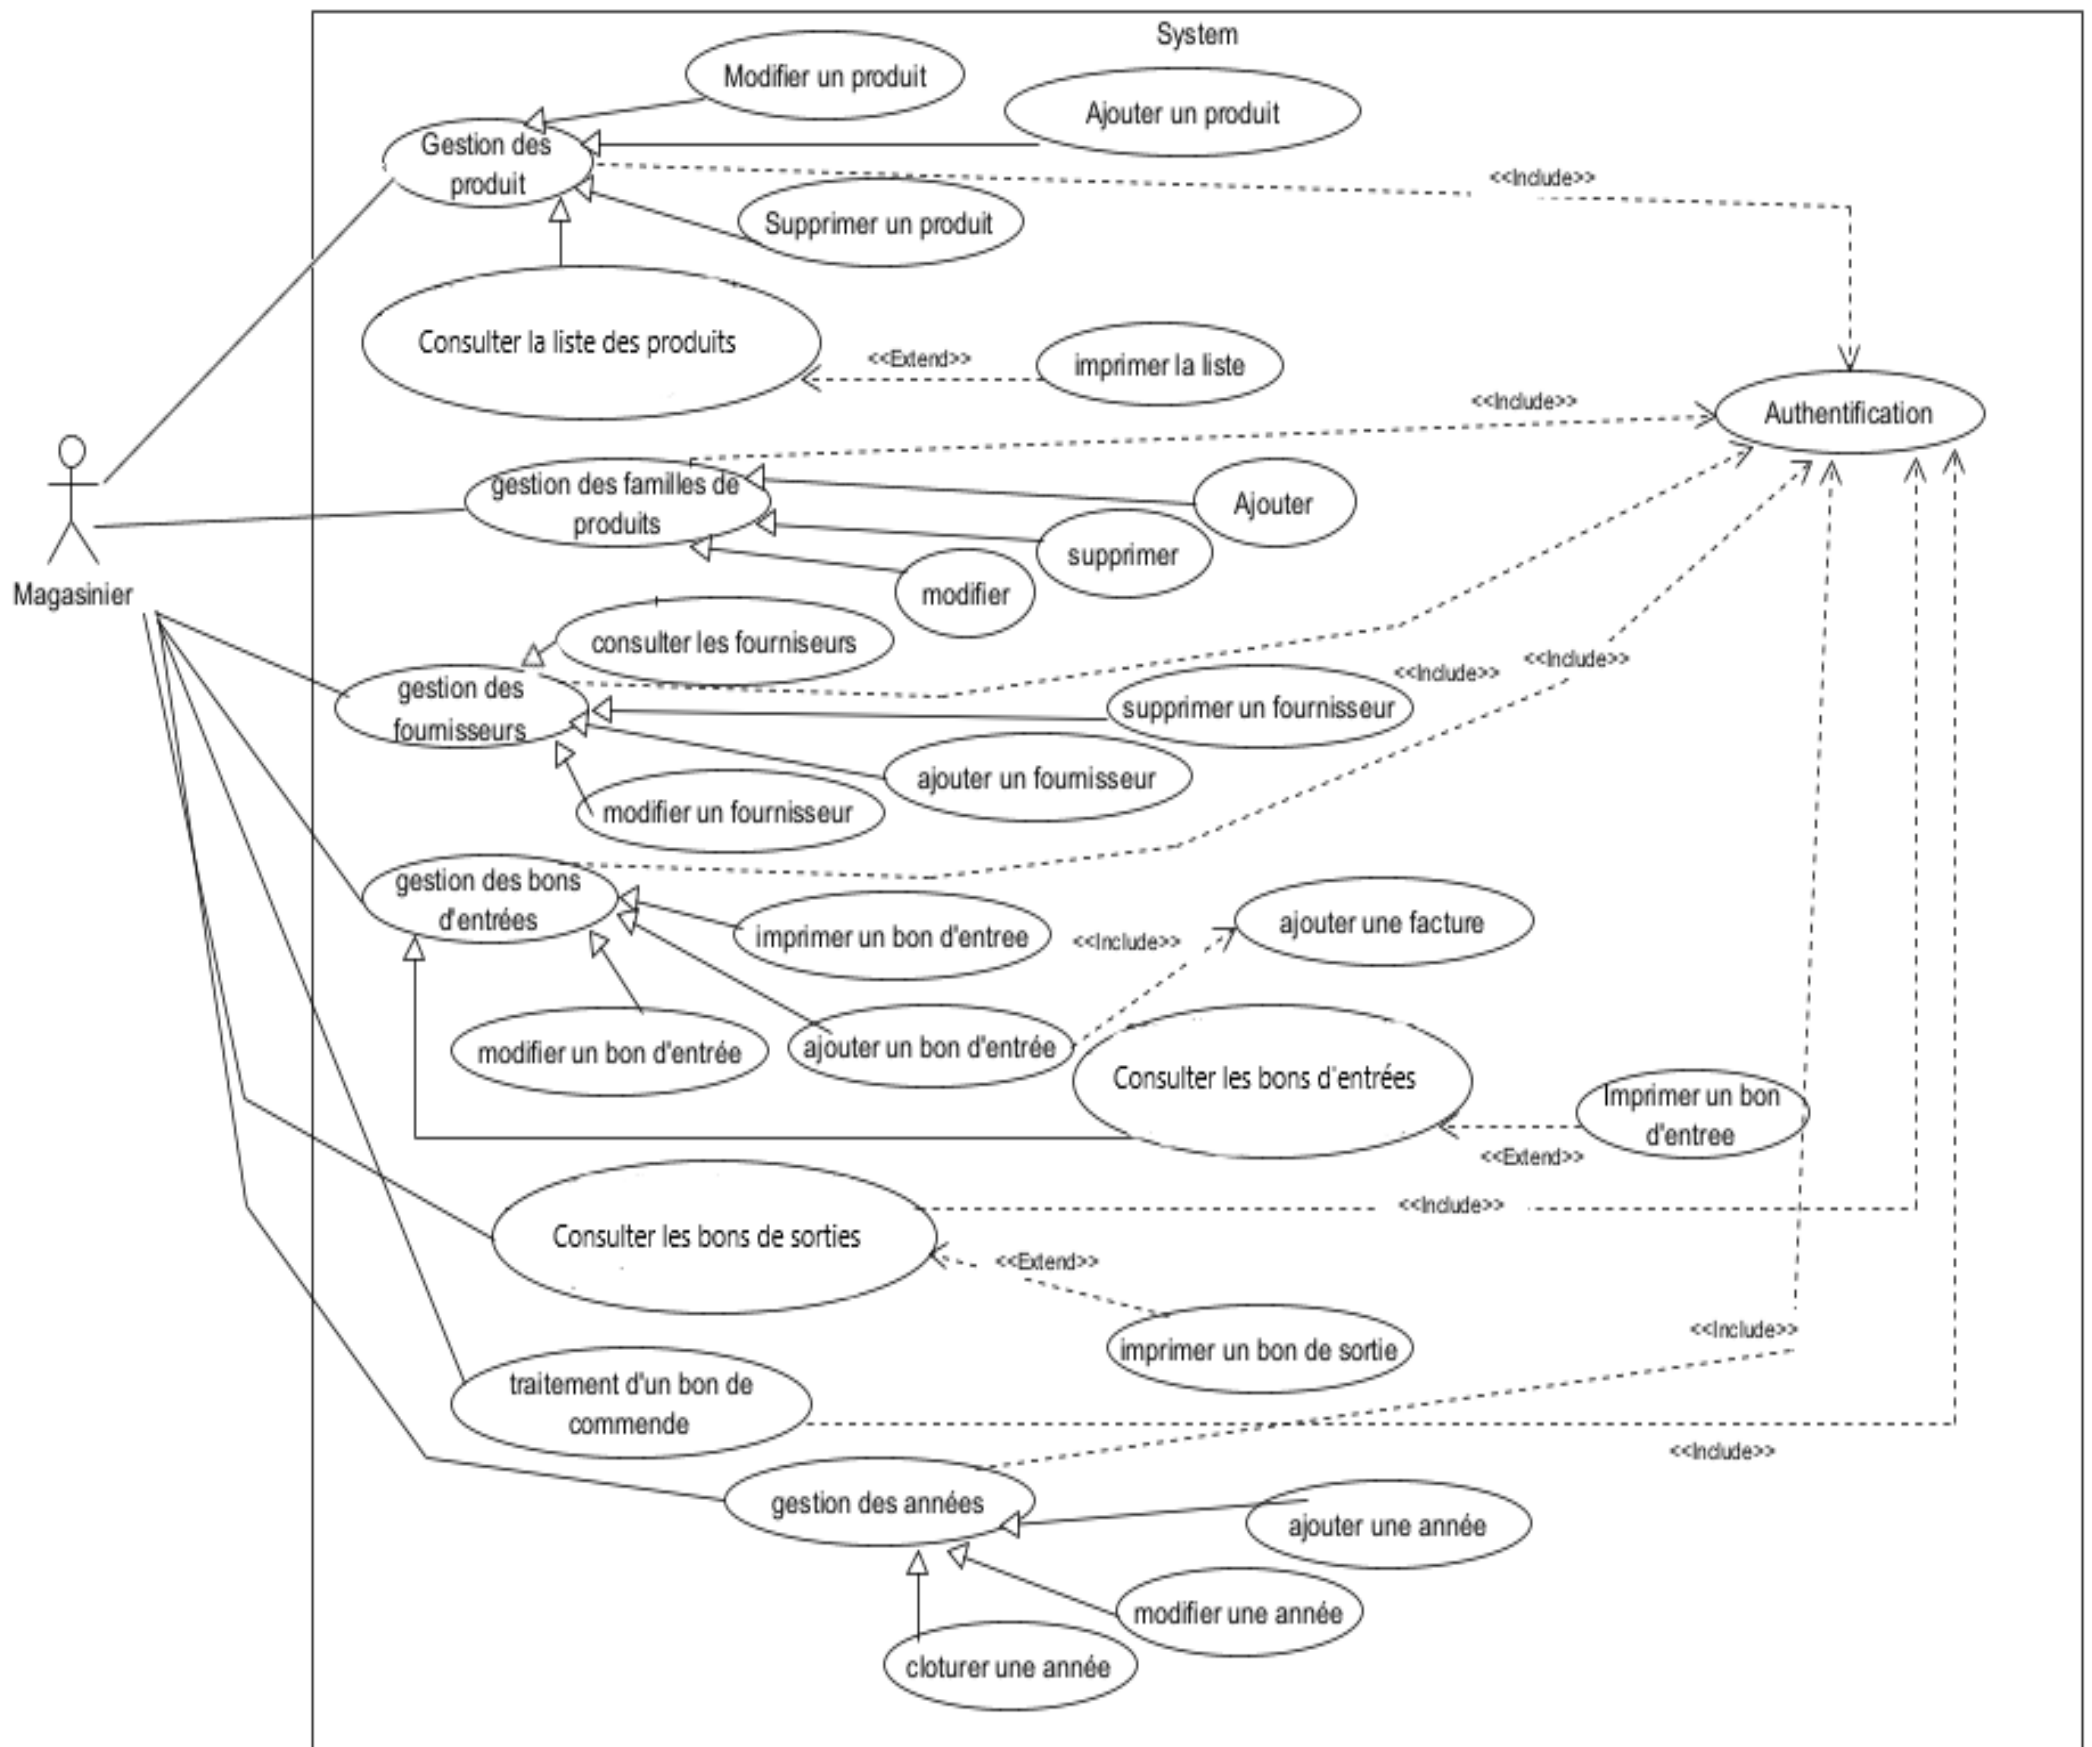 System
Modifier un produit
Ajouter un produit
Gestion des
produit
<<Include>>
Supprimer un produit
Consulter la liste des produits
<<Extend>>
imprimer la liste
<<Include>>
Authentification
gestion des familles de
produits
Ajouter
supprimer
modifier
Magasinier
consulter les fourniseurs
<<Include>>
<<Include>>
gestion des
fournisseurs
supprimer un fournisseur
ajouter un fournisseur
modifier un fournisseur
gestion des bons
d'entrées
imprimer un bon d'entree
<<Include>>
ajouter une facture
modifier un bon d'entrée
ajouter un bon d'entrée
Consulter les bons d'entrées
Imprimer un bon
d'entree
<<Extend>>
Consulter les bons de sorties
<<Include>>
<<Extend>>
imprimer un bon de sortie
<<Include>>
traitement d'un bon de
commende
<<Include>>
gestion des années
ajouter une année
modifier une année
cloturer une année